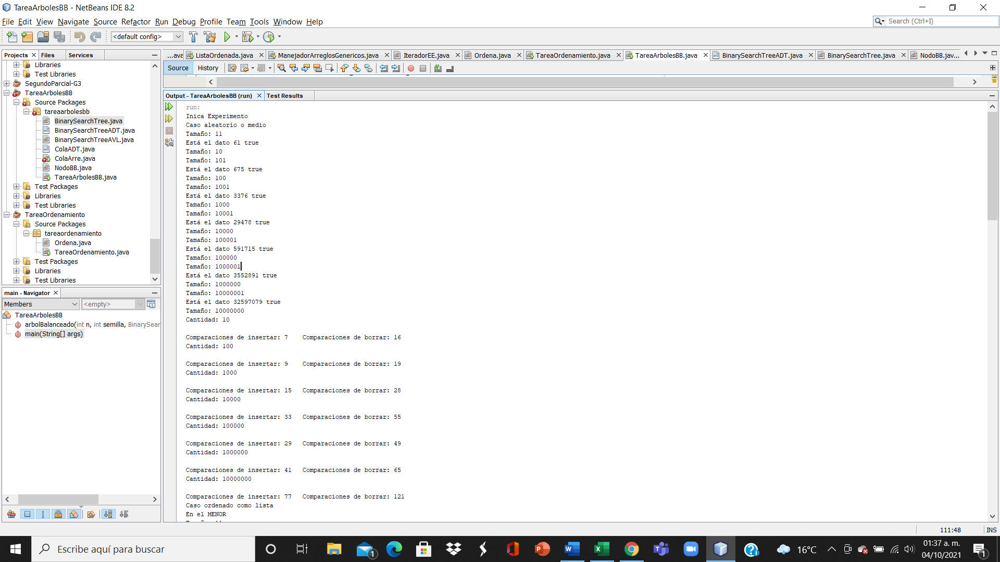 TareaArbolesBB - NetBeans IDE 8.2
File Edit View Navigate Source Refactor Run Debug Profile Team Tools Window Help
Search (Ctrl+I)
<default config>
Projects Files Services
...ava ListaOrdenada.java ManejadorArreglosGenericos.java IteradorEE.java Ordena.java TareaOrdenamiento.java TareaArbolesBB.java BinarySearchTreeADT.java BinarySearchTree.java NodoBB.jav...
Source History
Libraries
Test Libraries
SegundoParcial-G3
TareaArbolesBB
Source Packages
tareaarbolesbb
BinarySearchTree.java
BinarySearchTreeADT.java
BinarySearchTreeAVL.java
ColaADT.java
ColaArre.java
NodoBB.java
TareaArbolesBB.java
Test Packages
Libraries
Test Libraries
TareaOrdenamiento
Source Packages
tareaordenamiento
Ordena.java
TareaOrdenamiento.java
Test Packages
Libraries
Test Libraries
main - Navigator
Members <empty>
TareaArbolesBB
arbolBalanceado(int n, int semilla, BinarySear
main(String[] args)
Output - TareaArbolesBB (run) Test Results
run:
Inica Experimento
Caso aleatorio o medio
Tamaño: 11
Está el dato 61 true
Tamaño: 10
Tamaño: 101
Está el dato 675 true
Tamaño: 100
Tamaño: 1001
Está el dato 3376 true
Tamaño: 1000
Tamaño: 10001
Está el dato 29478 true
Tamaño: 10000
Tamaño: 100001
Está el dato 591715 true
Tamaño: 100000
Tamaño: 1000001
Está el dato 3552891 true
Tamaño: 1000000
Tamaño: 10000001
Está el dato 32597079 true
Tamaño: 10000000
Cantidad: 10
Comparaciones de insertar: 7 Comparaciones de borrar: 16
Cantidad: 100
Comparaciones de insertar: 9 Comparaciones de borrar: 19
Cantidad: 1000
Comparaciones de insertar: 15 Comparaciones de borrar: 28
Cantidad: 10000
Comparaciones de insertar: 33 Comparaciones de borrar: 55
Cantidad: 100000
Comparaciones de insertar: 29 Comparaciones de borrar: 49
Cantidad: 1000000
Comparaciones de insertar: 41 Comparaciones de borrar: 65
Cantidad: 10000000
Comparaciones de insertar: 77 Comparaciones de borrar: 121
Caso ordenado como lista
En el MENOR
111:48 INS
Escribe aquí para buscar
1
16°C
01:37 a. m.
04/10/2021
1